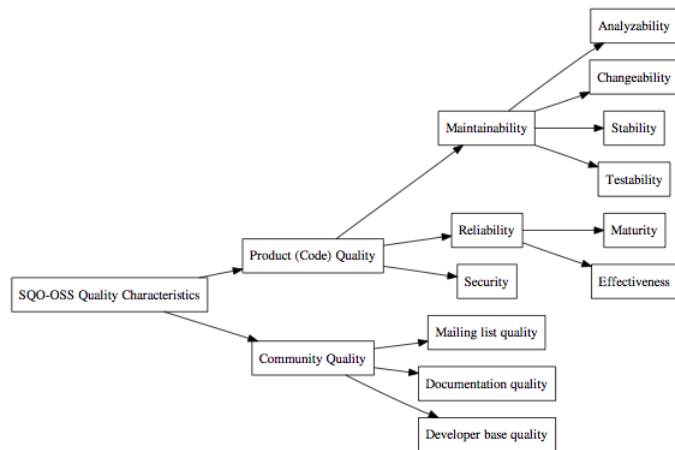 Analyzability
Changeability
Maintainability
Stability
Testability
Reliability
Maturity
Product (Code) Quality
Security
Effectiveness
SQO-OSS Quality Characteristics
Mailing list quality
Community Quality
Documentation quality
Developer base quality